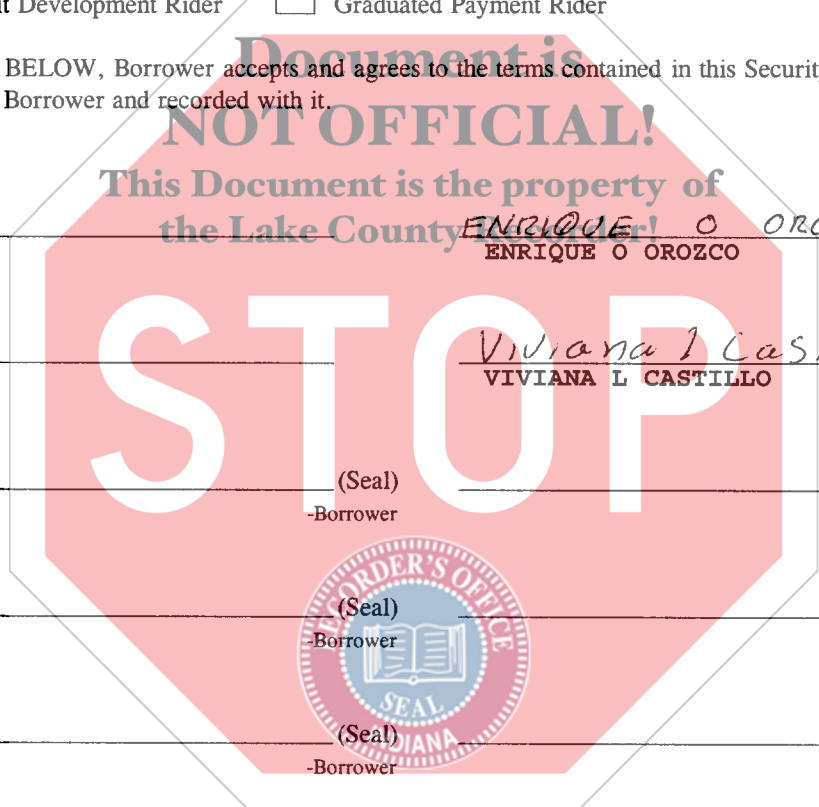 it Development Rider Graduated Payment Rider
BELOW, Borrower accepts and agrees to the terms contained in this Securit
Borrower and recorded with it.
Document is
NOT OFFICIAL!
This Document is the property of
the Lake County Recorder!
ENRIQUE O ORO
ENRIQUE O OROZCO
Viviana l Cas
VIVIANA L CASTILLO
STOP
(Seal)
-Borrower
(Seal)
-Borrower
(Seal)
-Borrower
RECORDER'S OFFICE
SEAL
INDIANA